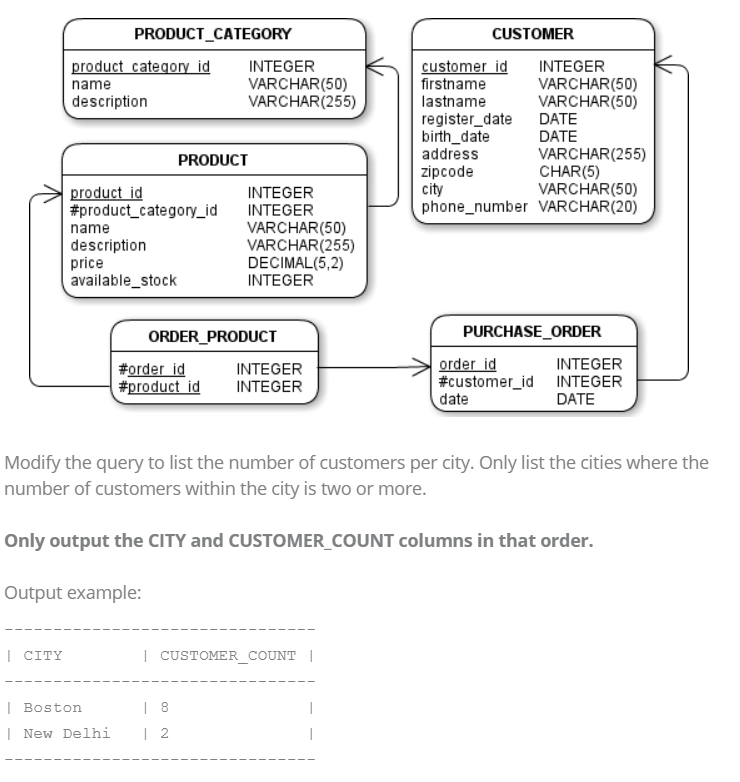 PRODUCT_CATEGORY
product_category_id INTEGER
name VARCHAR(50)
description VARCHAR(255)
CUSTOMER
customer_id INTEGER
firstname VARCHAR(50)
lastname VARCHAR(50)
register_date DATE
birth_date DATE
address VARCHAR(255)
zipcode CHAR(5)
city VARCHAR(50)
phone_number VARCHAR(20)
PRODUCT
product_id INTEGER
#product_category_id INTEGER
name VARCHAR(50)
description VARCHAR(255)
price DECIMAL(5,2)
available_stock INTEGER
ORDER_PRODUCT
#order_id INTEGER
#product_id INTEGER
PURCHASE_ORDER
order_id INTEGER
#customer_id INTEGER
date DATE
Modify the query to list the number of customers per city. Only list the cities where the
number of customers within the city is two or more.
Only output the CITY and CUSTOMER_COUNT columns in that order.
Output example:
--------------------------------
| CITY | CUSTOMER_COUNT |
--------------------------------
| Boston | 8 |
| New Delhi | 2 |
--------------------------------